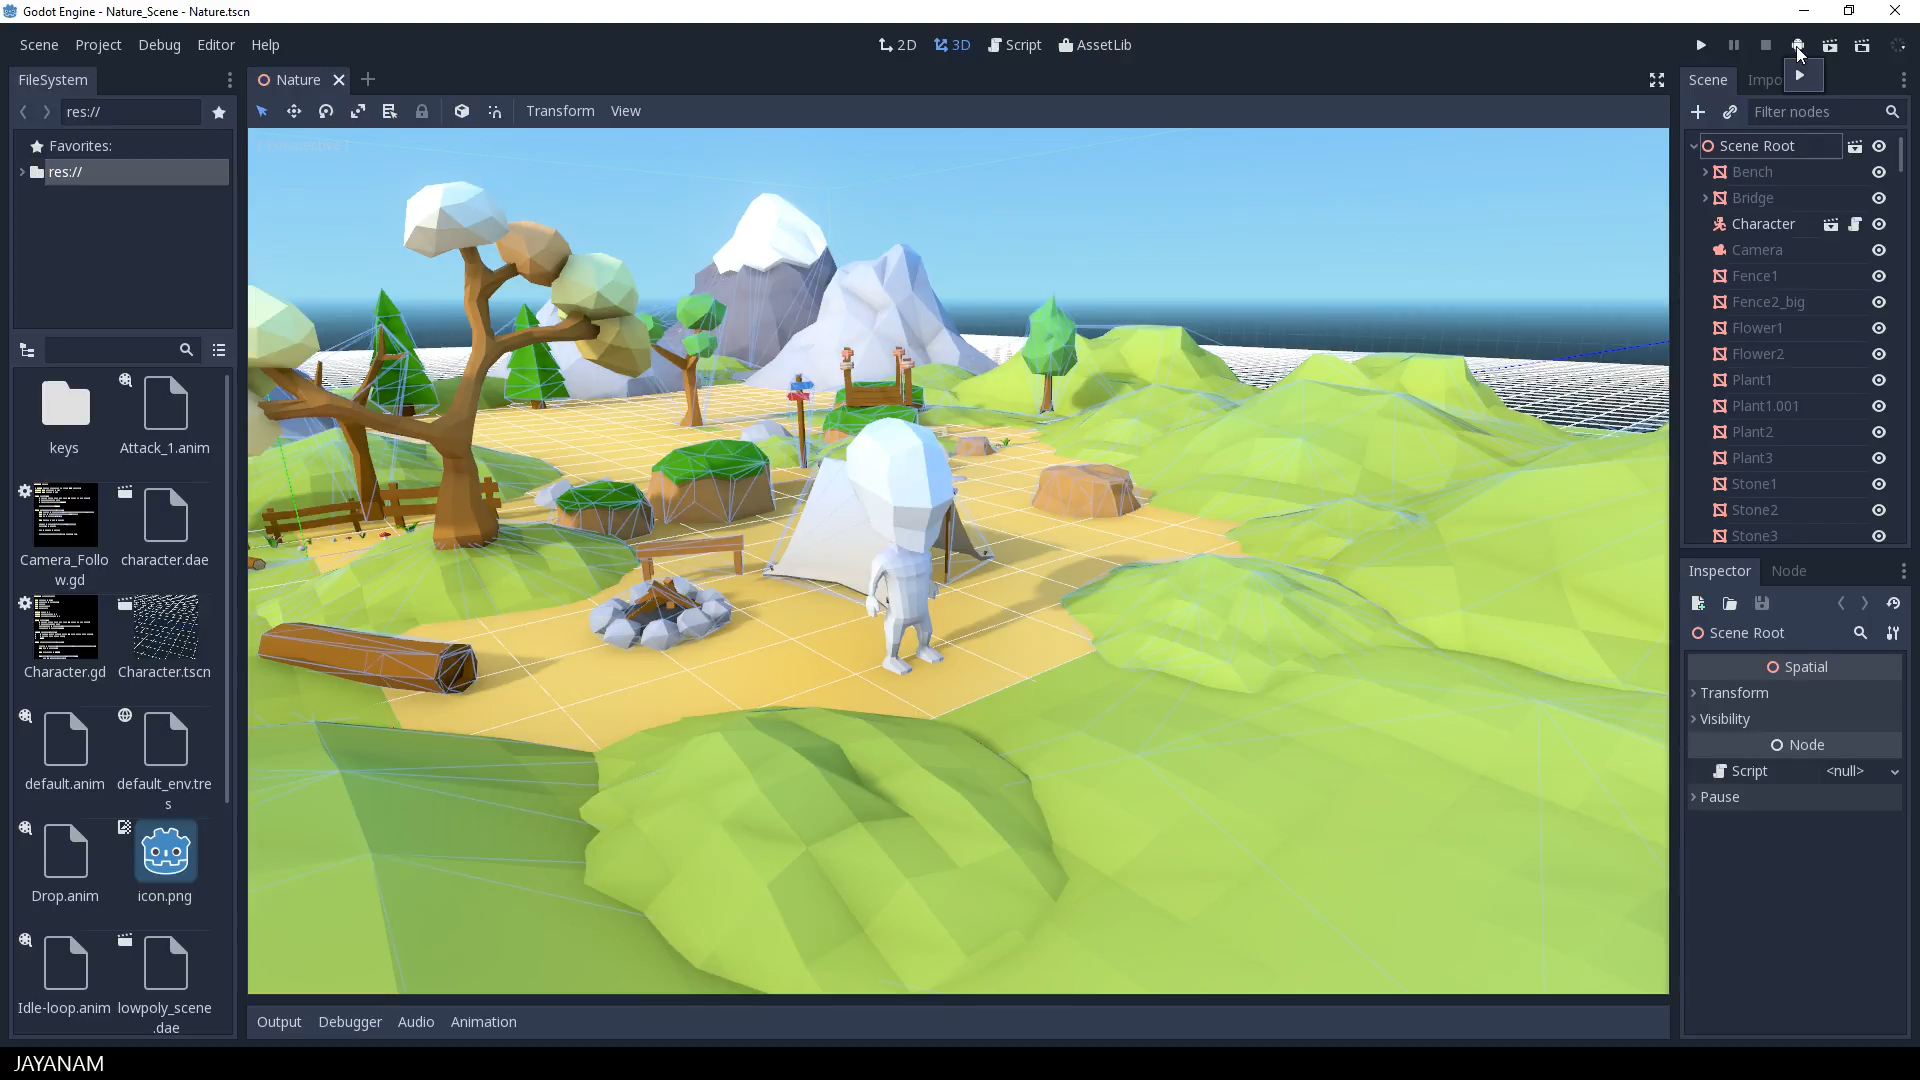 Godot Engine - Nature_Scene - Nature.tscn
Scene Project Debug Editor Help
2D 3D Script AssetLib
FileSystem
res://
Favorites:
res://
keys
Attack_1.anim
Camera_Follo
w.gd
character.dae
Character.gd
Character.tscn
default.anim
default_env.tre
s
Drop.anim
icon.png
Idle-loop.anim
lowpoly_scene
.dae
Nature
Transform View
Output Debugger Audio Animation
Scene Impo
Filter nodes
Scene Root
Bench
Bridge
Character
Camera
Fence1
Fence2_big
Flower1
Flower2
Plant1
Plant1.001
Plant2
Plant3
Stone1
Stone2
Stone3
Inspector Node
Scene Root
Spatial
Transform
Visibility
Node
Script <null>
Pause
JAYANAM